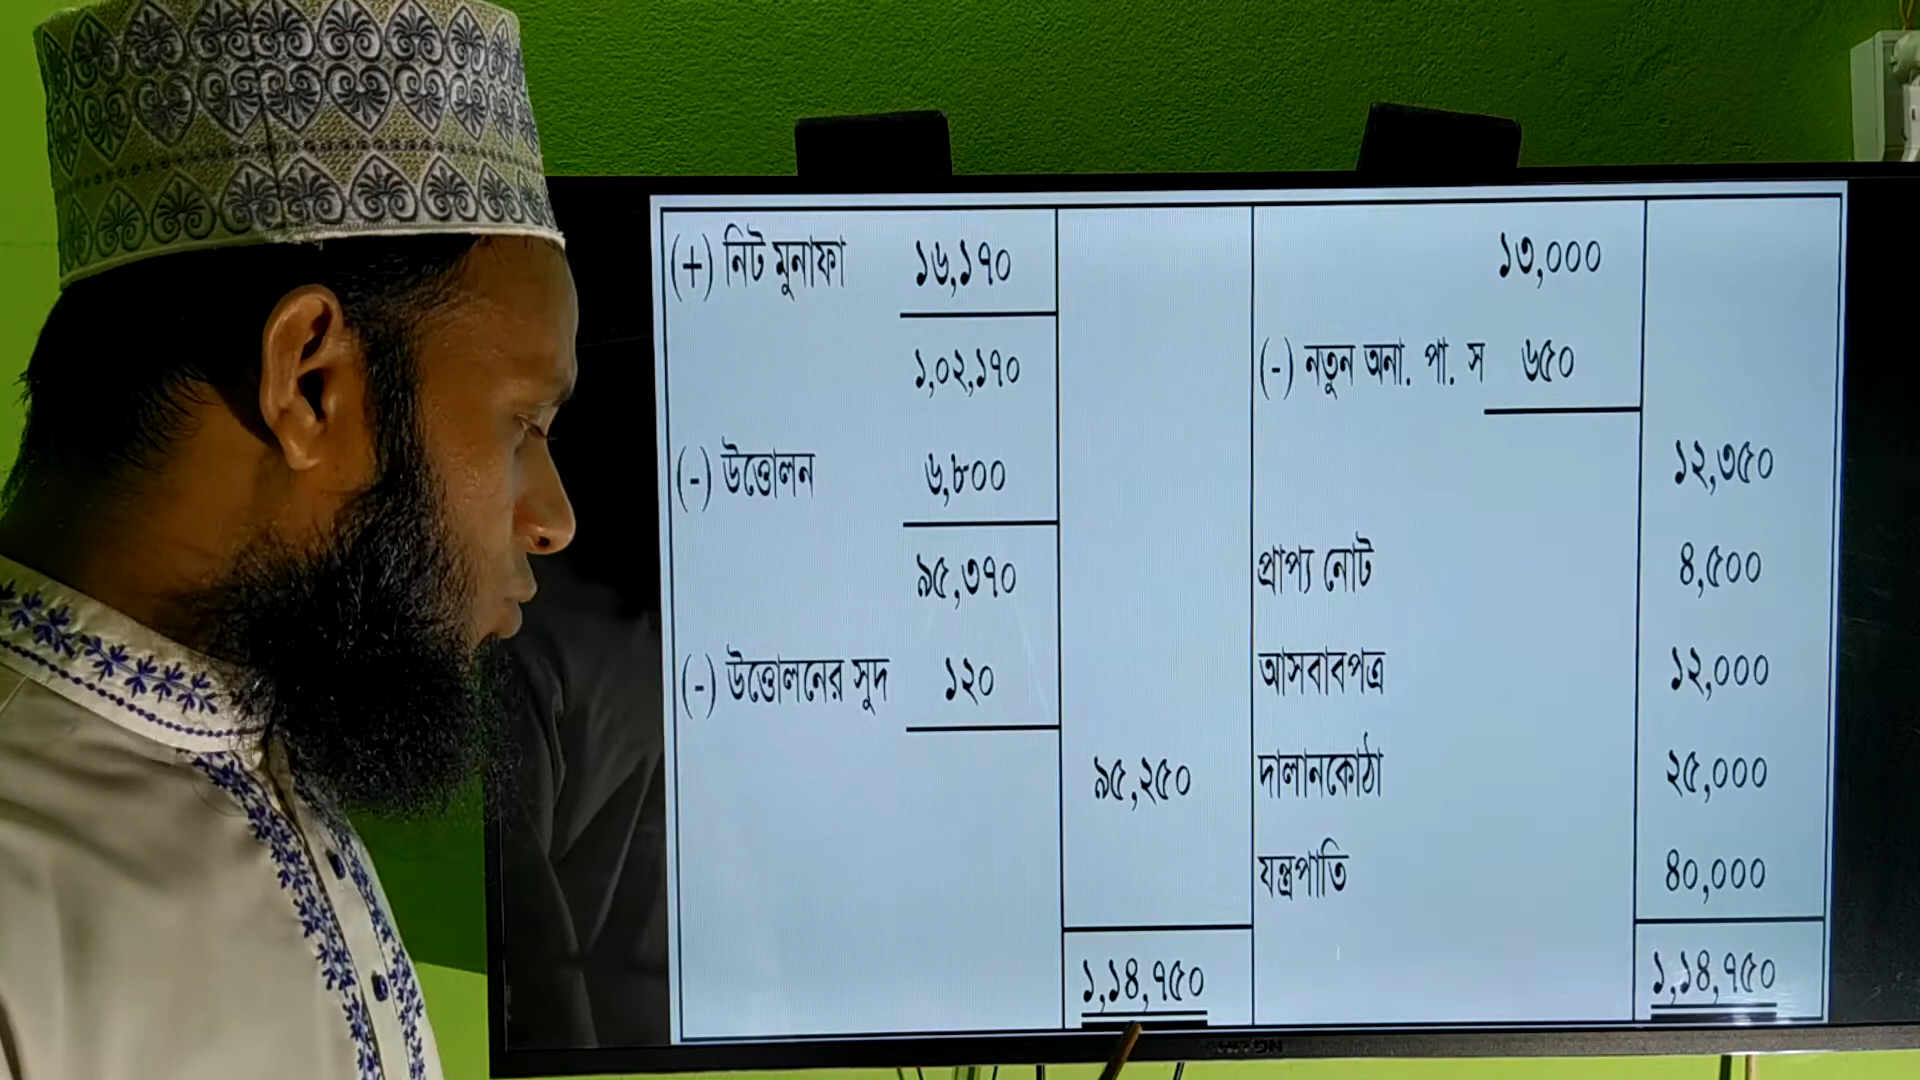 (+) নিট মুনাফা ১৬,১৭০
১,০২,১৭০
(-) উত্তোলন ৬,৮০০
৯৫,৩৭০
(-) উত্তোলনের সুদ ১২০
৯৫,২৫০
১,১৪,৭৫০
১৩,০০০
(-) নতুন অনা. পা. স ৬৫০
১২,৩৫০
প্রাপ্য নোট ৪,৫০০
আসবাবপত্র ১২,০০০
দালানকোঠা ২৫,০০০
যন্ত্রপাতি ৪০,০০০
১,১৪,৭৫০